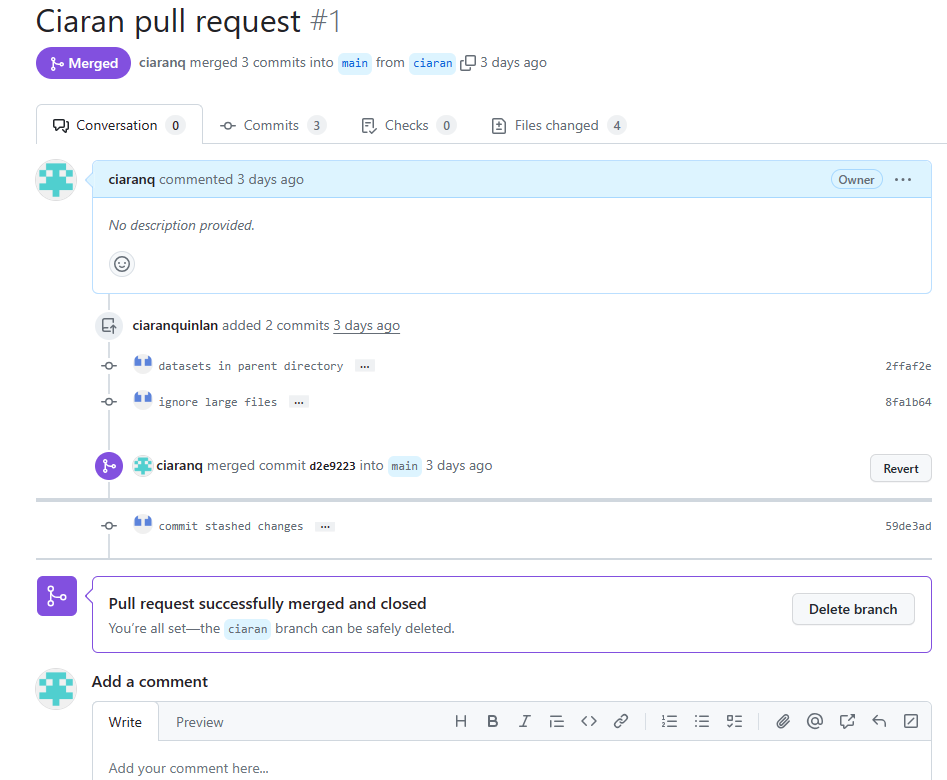 Ciaran pull request #1
Merged ciaranq merged 3 commits into main from ciaran 3 days ago
Conversation 0 Commits 3 Checks 0 Files changed 4
ciaranq commented 3 days ago Owner ...
No description provided.
ciaranquinlan added 2 commits 3 days ago
datasets in parent directory ... 2ffaf2e
ignore large files ... 8fa1b64
ciaranq merged commit d2e9223 into main 3 days ago Revert
commit stashed changes ... 59de3ad
Pull request successfully merged and closed
You're all set—the ciaran branch can be safely deleted. Delete branch
Add a comment
Write Preview
Add your comment here...